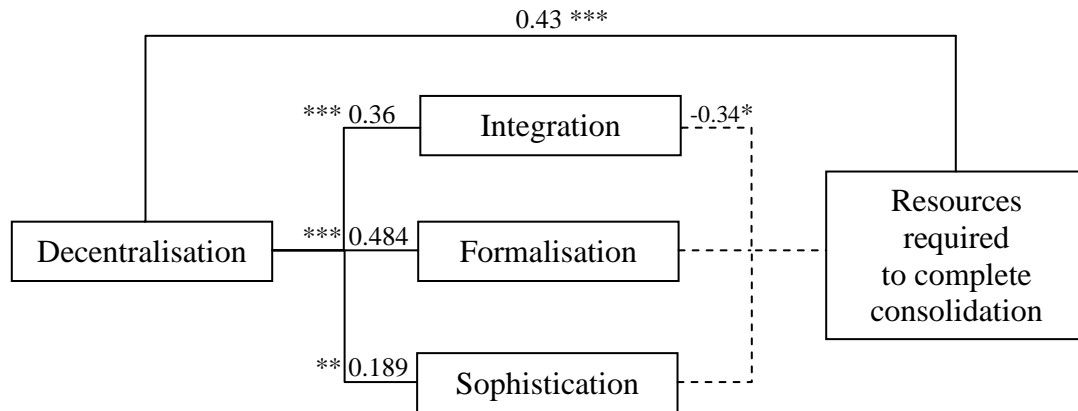 0.43 ***
*** 0.36
Integration
-0.34*
Decentralisation
*** 0.484
Formalisation
Resources
required
to complete
consolidation
** 0.189
Sophistication